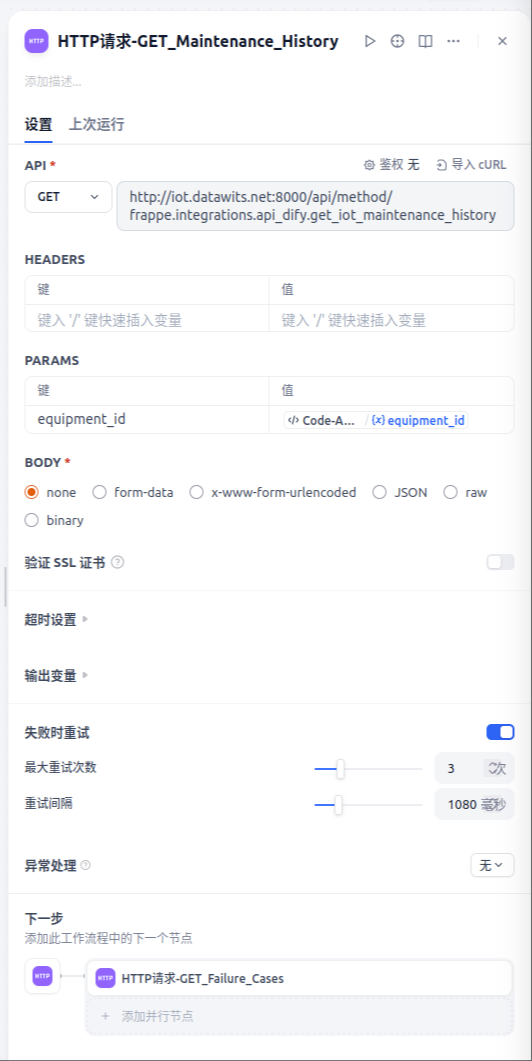 HTTP HTTP请求-GET_Maintenance_History
添加描述...
设置 上次运行
API * 鉴权 无 导入 cURL
GET http://iot.datawits.net:8000/api/method/
frappe.integrations.api_dify.get_iot_maintenance_history
HEADERS
键 值
键入 '/' 键快速插入变量 键入 '/' 键快速插入变量
PARAMS
键 值
equipment_id </> Code-A... / {x} equipment_id
BODY *
none form-data x-www-form-urlencoded JSON raw
binary
验证 SSL 证书 ?
超时设置
输出变量
失败时重试
最大重试次数 3 次
重试间隔 1080 毫秒
异常处理 ? 无
下一步
添加此工作流程中的下一个节点
HTTP HTTP HTTP请求-GET_Failure_Cases
+ 添加并行节点